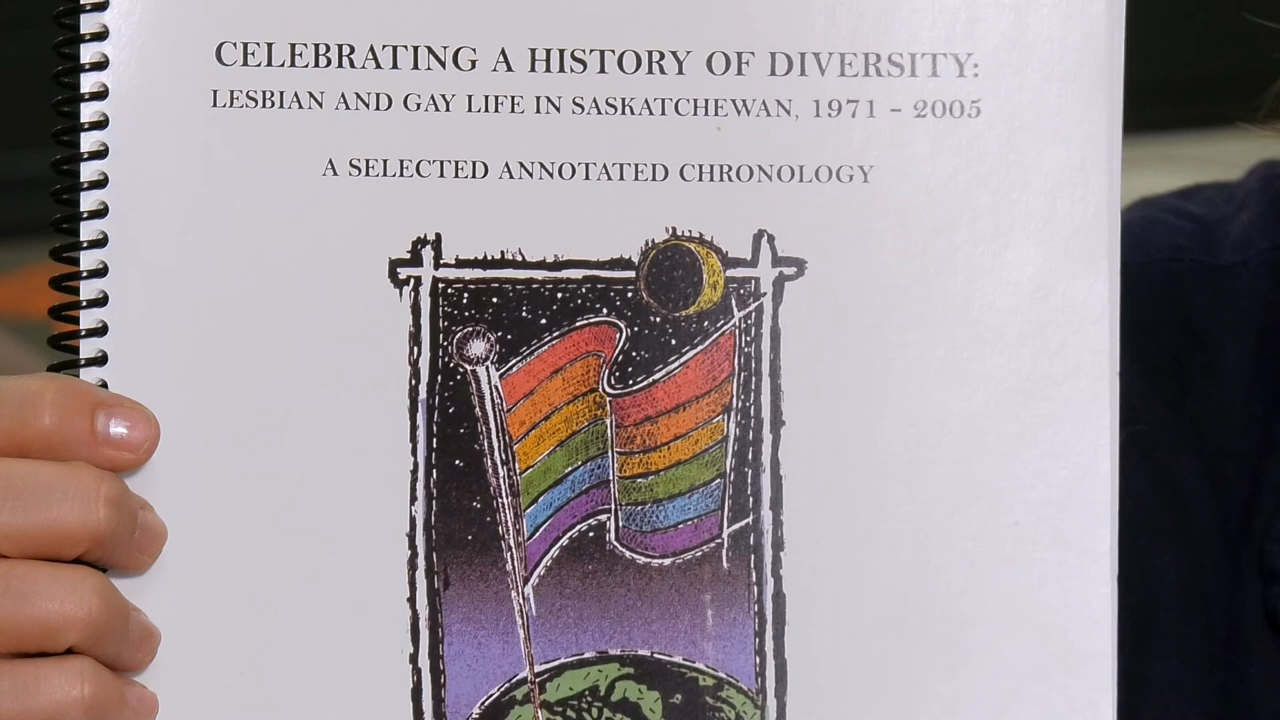 CELEBRATING A HISTORY OF DIVERSITY:
LESBIAN AND GAY LIFE IN SASKATCHEWAN, 1971 – 2005
A SELECTED ANNOTATED CHRONOLOGY